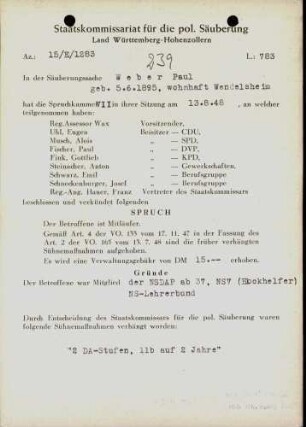 Staatskommissariat für die pol. Säuberung
Land Württemberg-Hohenzollern
Az.: 15/E/1283
239
L: 783
In der Säuberungssache Weber Paul
geb. 5.6.1895, wohnhaft Wendelsheim
hat die Spruchkammer VII in ihrer Sitzung am 13.8.48, an welcher
teilgenommen haben:
Reg.Assessor Wax Vorsitzender,
Uhl, Eugen Beisitzer — CDU,
Musch, Alois „ — SPD,
Fischer, Paul „ — DVP,
Fink, Gottlich „ — KPD,
Steinacher, Anton „ — Gewerkschaften,
Schwarz, Emil „ — Berufsgruppe
Schneckenburger, Josef „ — Berufsgruppe
Reg.-Ang. Hauer, Franz Vertreter des Staatskommissars
beschlossen und verkündet folgenden
SPRUCH
Der Betroffene ist Mitläufer.
Gemäß Art. 4 der VO. 133 vom 17. 11. 47 in der Fassung des
Art. 2 der VO. 165 vom 13. 7. 48 sind die früher verhängten
Sühnemaßnahmen aufgehoben.
Es wird eine Verwaltungsgebühr von DM 15.-- erhoben.
Gründe
Der Betroffene war Mitglied der NSDAP ab 37, NSV (Blockhelfer)
NS-Lehrerbund
Durch Entscheidung des Staatskommissars für die pol. Säuberung waren
folgende Sühnemaßnahmen verhängt worden:
"2 DA-Stufen, 11b auf 2 Jahre"